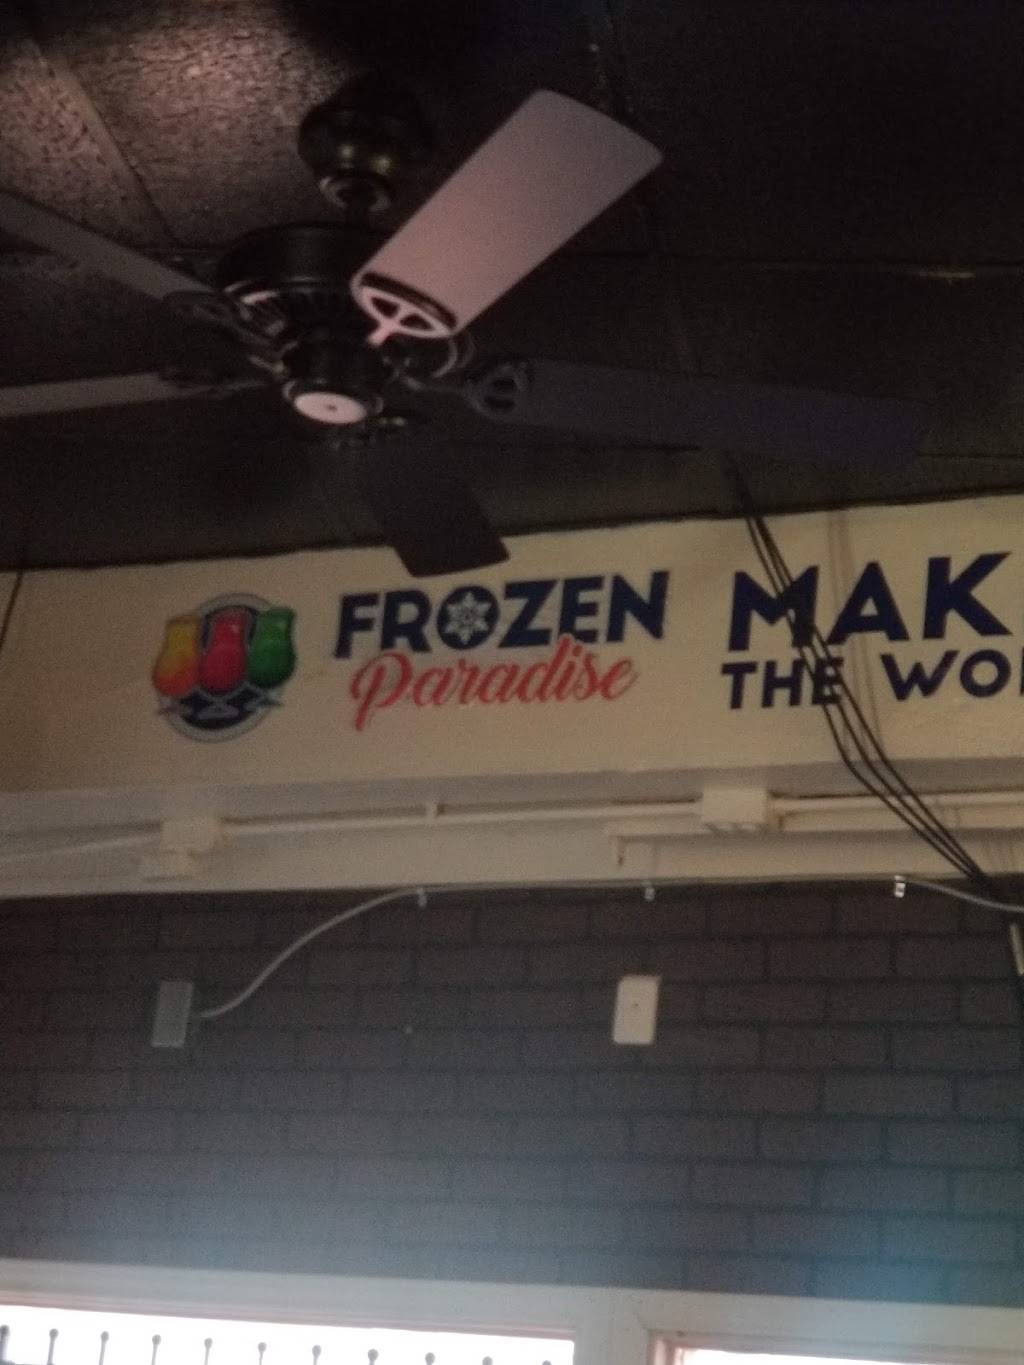 FROZEN
Paradise
MAK
THE WO